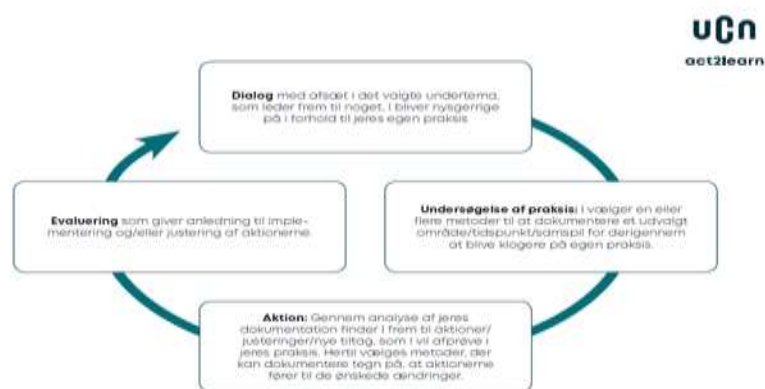 ucn
act2learn
Dialog med afsæt i det valgte undertema,
som leder frem til noget, I bliver nysgerrige
på i forhold til jeres egen praksis
Evaluering som giver anledning til imple-
mentering og/eller justering af aktionerne.
Undersøgelse af praksis: I vælger en eller
flere metoder til at dokumentere et udvalgt
område/tidspunkt/samspil for derigennem
at blive klogere på egen praksis.
Aktion: Gennem analyse af jeres
dokumentation finder I frem til aktioner/
justeringer/nye tiltag, som I vil afprøve i
jeres praksis. Hertil vælges metoder, der
kan dokumentere tegn på, at aktionerne
fører til de ønskede ændringer.